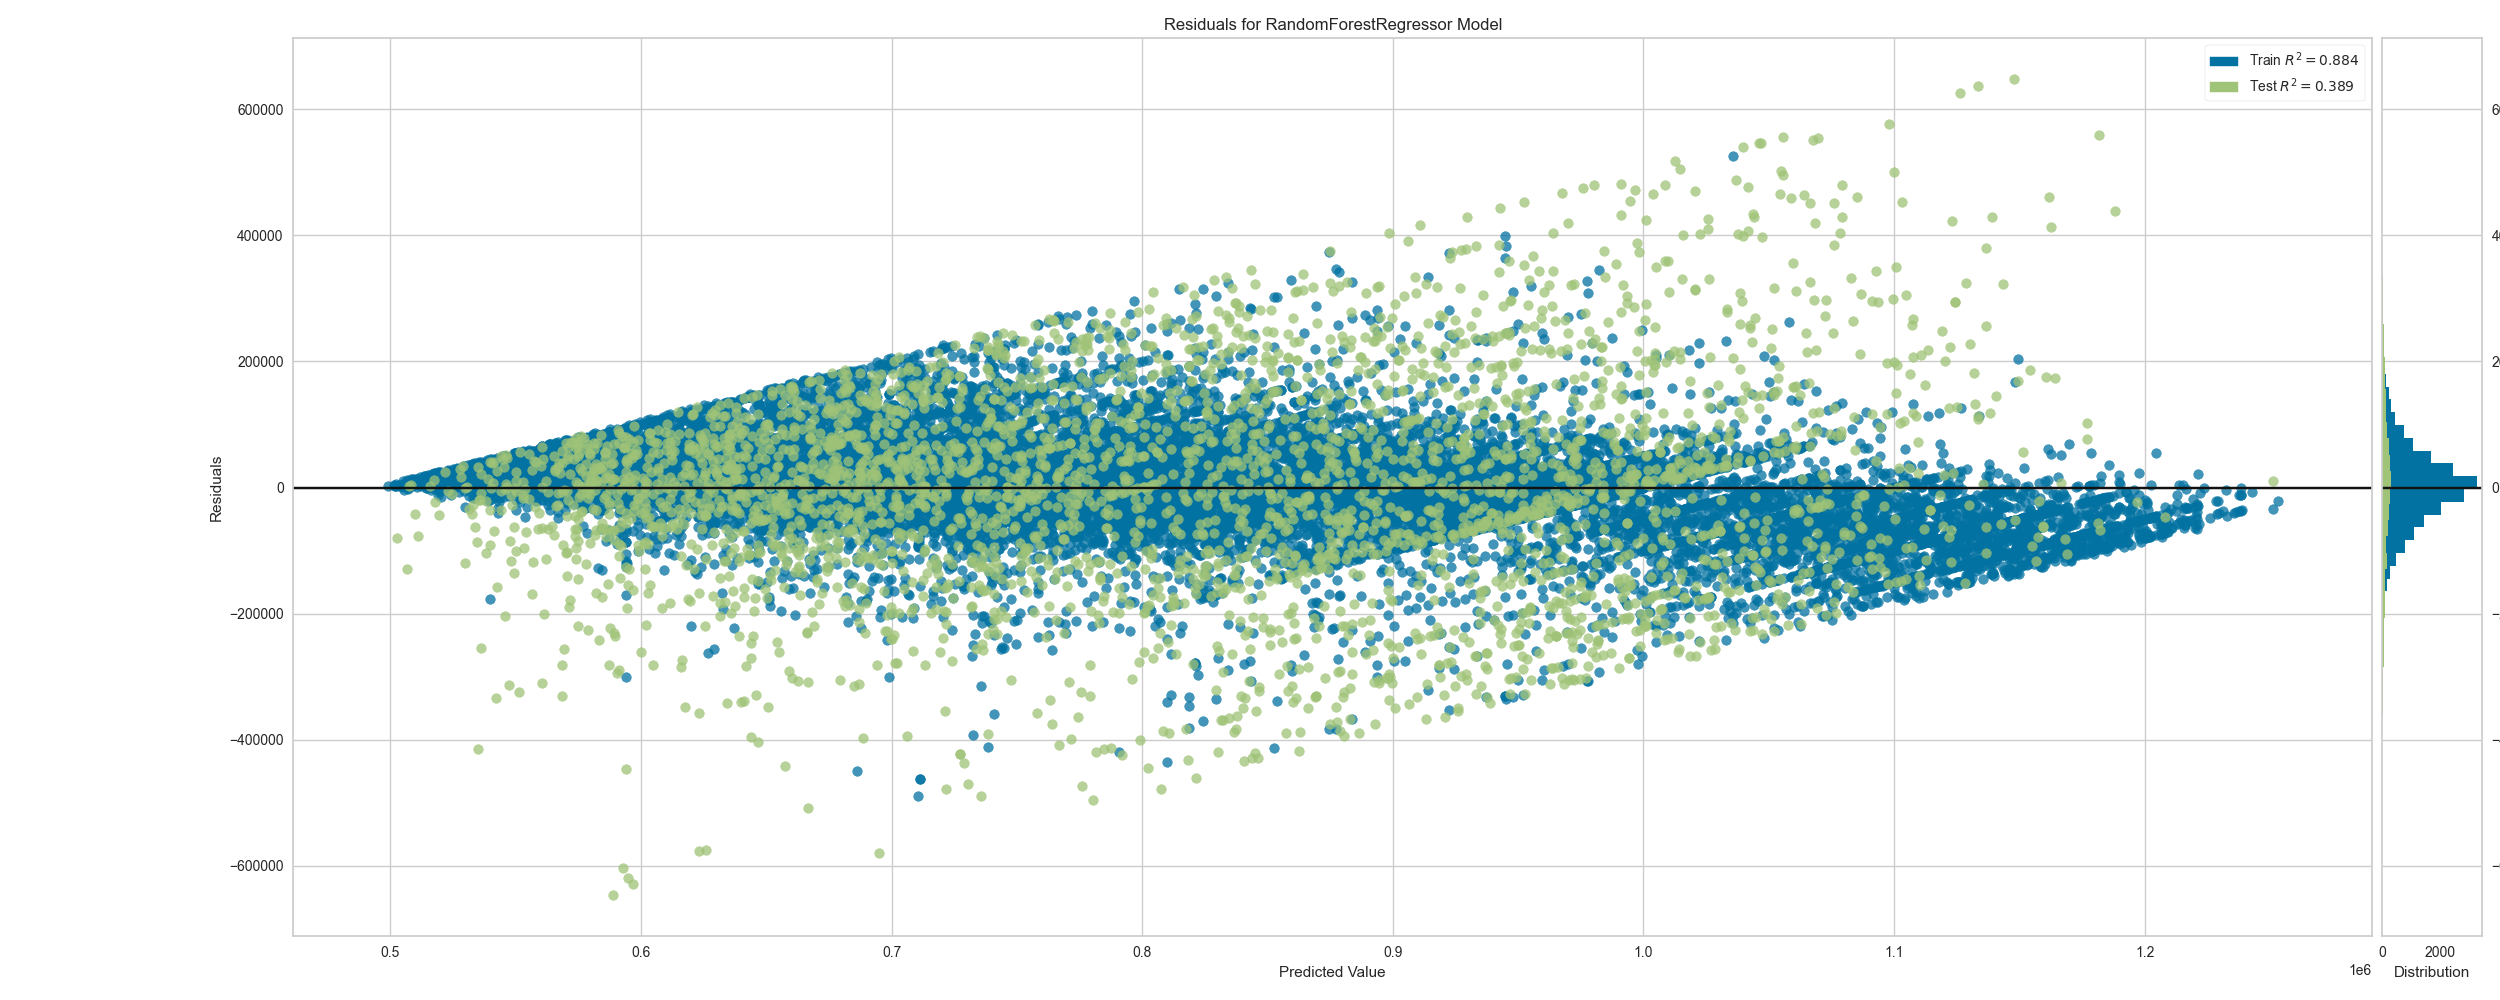 Residuals for RandomForestRegressor Model
Train R² = 0.884
Test R² = 0.389
Residuals
600000
400000
200000
0
−200000
−400000
−600000
0.5 0.6 0.7 0.8 0.9 1.0 1.1 1.2
1e6
Predicted Value
0 2000
Distribution
0